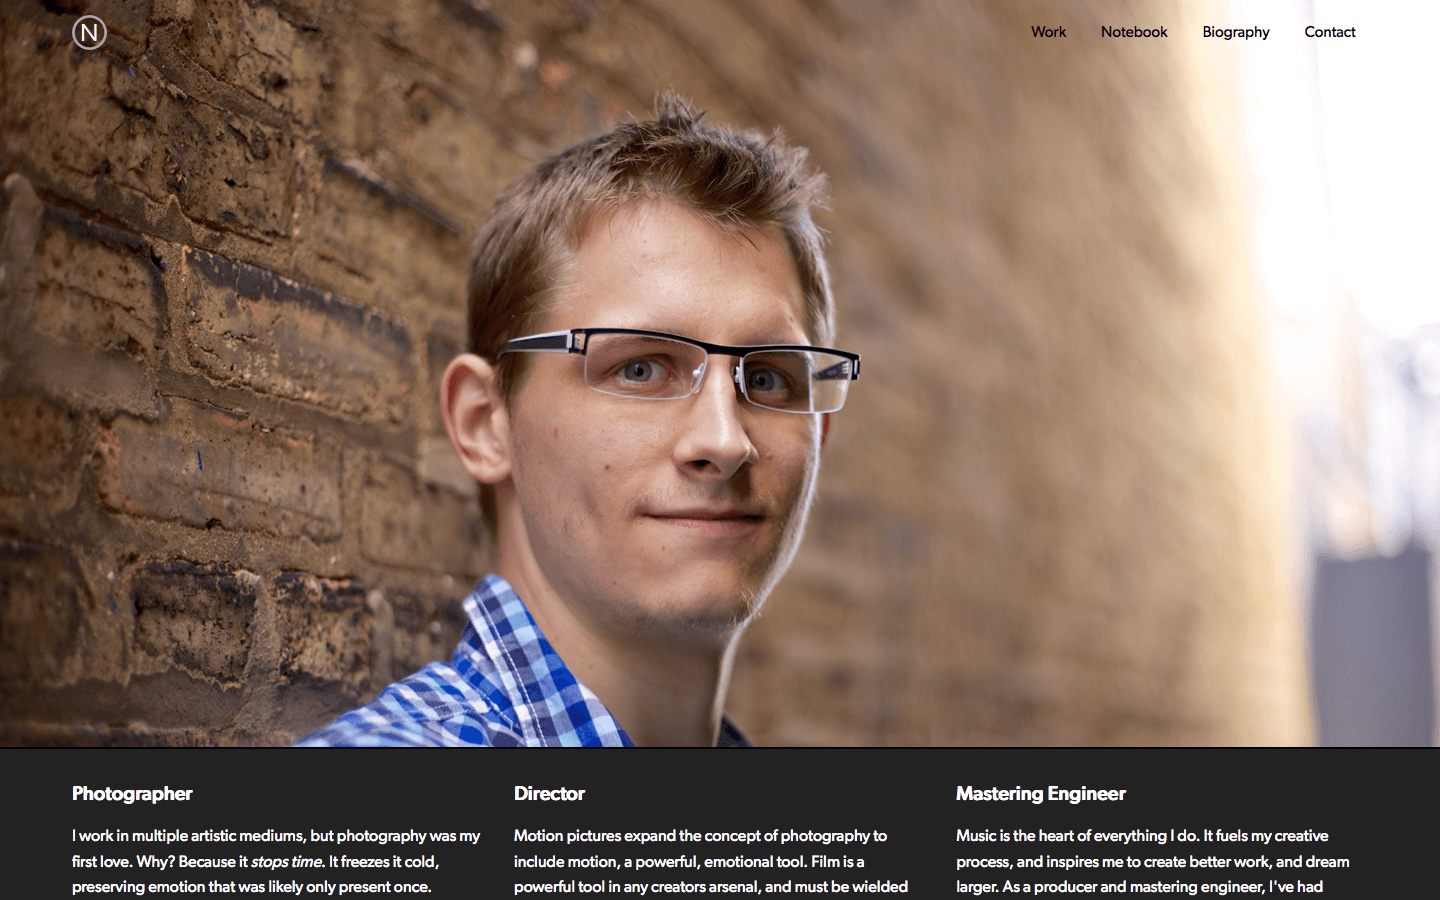 N
Work Notebook Biography Contact
Photographer
I work in multiple artistic mediums, but photography was my
first love. Why? Because it stops time. It freezes it cold,
preserving emotion that was likely only present once.
Director
Motion pictures expand the concept of photography to
include motion, a powerful, emotional tool. Film is a
powerful tool in any creators arsenal, and must be wielded
Mastering Engineer
Music is the heart of everything I do. It fuels my creative
process, and inspires me to create better work, and dream
larger. As a producer and mastering engineer, I've had